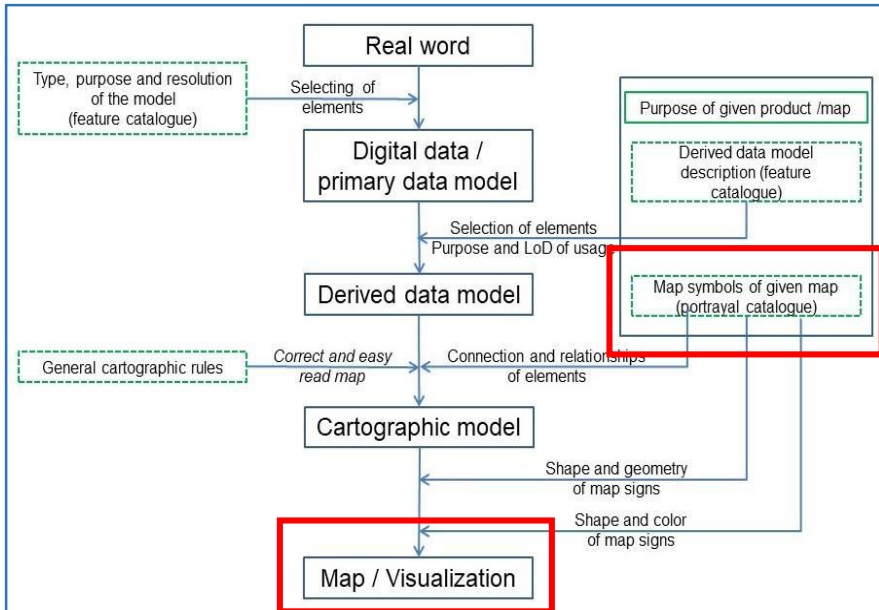 Real word
Type, purpose and resolution
of the model
(feature catalogue)
Selecting of
elements
Purpose of given product /map
Digital data /
primary data model
Derived data model
description (feature
catalogue)
Selection of elements
Purpose and LoD of usage
Derived data model
Map symbols of given map
(portrayal catalogue)
General cartographic rules
Correct and easy
read map
Connection and relationships
of elements
Cartographic model
Shape and geometry
of map signs
Shape and color
of map signs
Map / Visualization